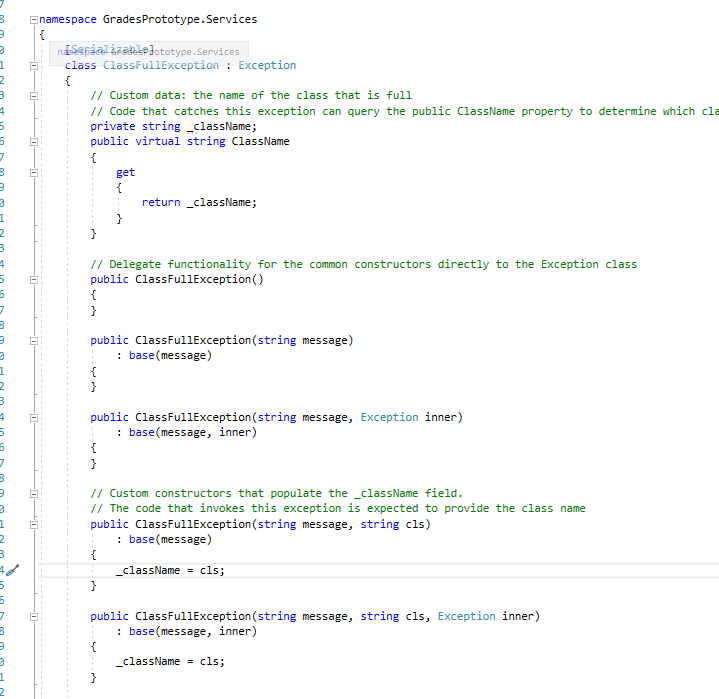 7
8 namespace GradesPrototype.Services
9 {
0 [Serializable]
namespace GradesPrototype.Services
1 class ClassFullException : Exception
2 {
3 // Custom data: the name of the class that is full
4 // Code that catches this exception can query the public ClassName property to determine which cla
5 private string _className;
6 public virtual string ClassName
7 {
8 get
9 {
0 return _className;
1 }
2 }
3
4 // Delegate functionality for the common constructors directly to the Exception class
5 public ClassFullException()
6 {
7 }
8
9 public ClassFullException(string message)
0 : base(message)
1 {
2 }
3
4 public ClassFullException(string message, Exception inner)
5 : base(message, inner)
6 {
7 }
8
9 // Custom constructors that populate the _className field.
0 // The code that invokes this exception is expected to provide the class name
1 public ClassFullException(string message, string cls)
2 : base(message)
3 {
4 _className = cls;
5 }
6
7 public ClassFullException(string message, string cls, Exception inner)
8 : base(message, inner)
9 {
0 _className = cls;
1 }
2